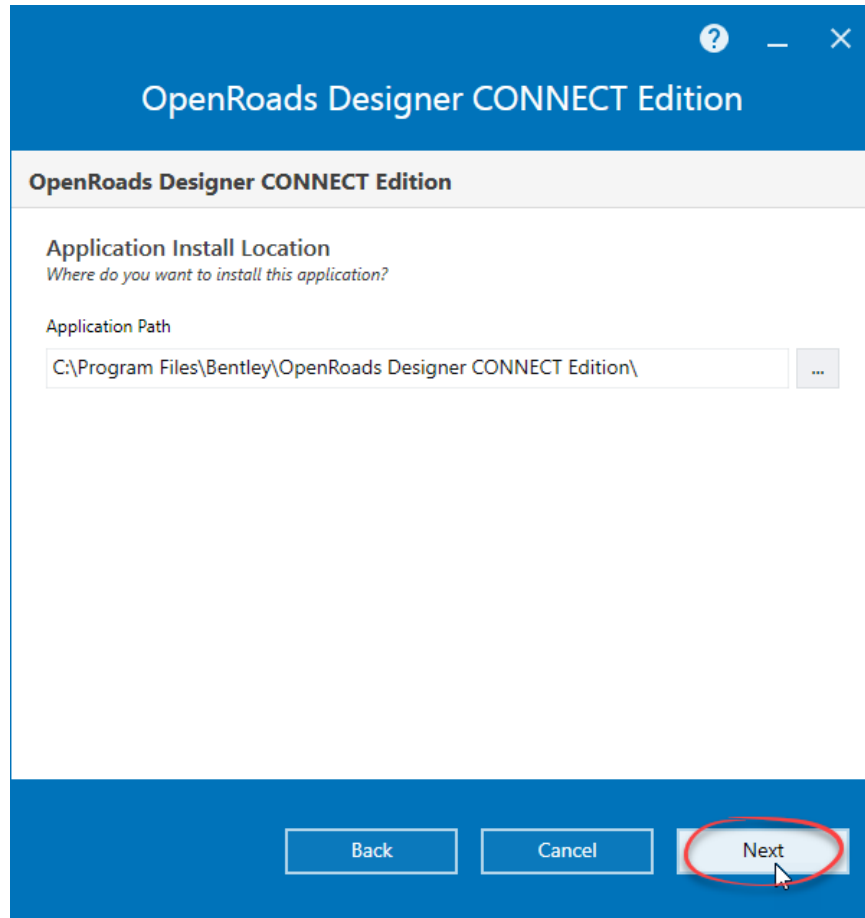 ?
OpenRoads Designer CONNECT Edition
OpenRoads Designer CONNECT Edition
Application Install Location
Where do you want to install this application?
Application Path
C:\Program Files\Bentley\OpenRoads Designer CONNECT Edition\
...
Back Cancel Next